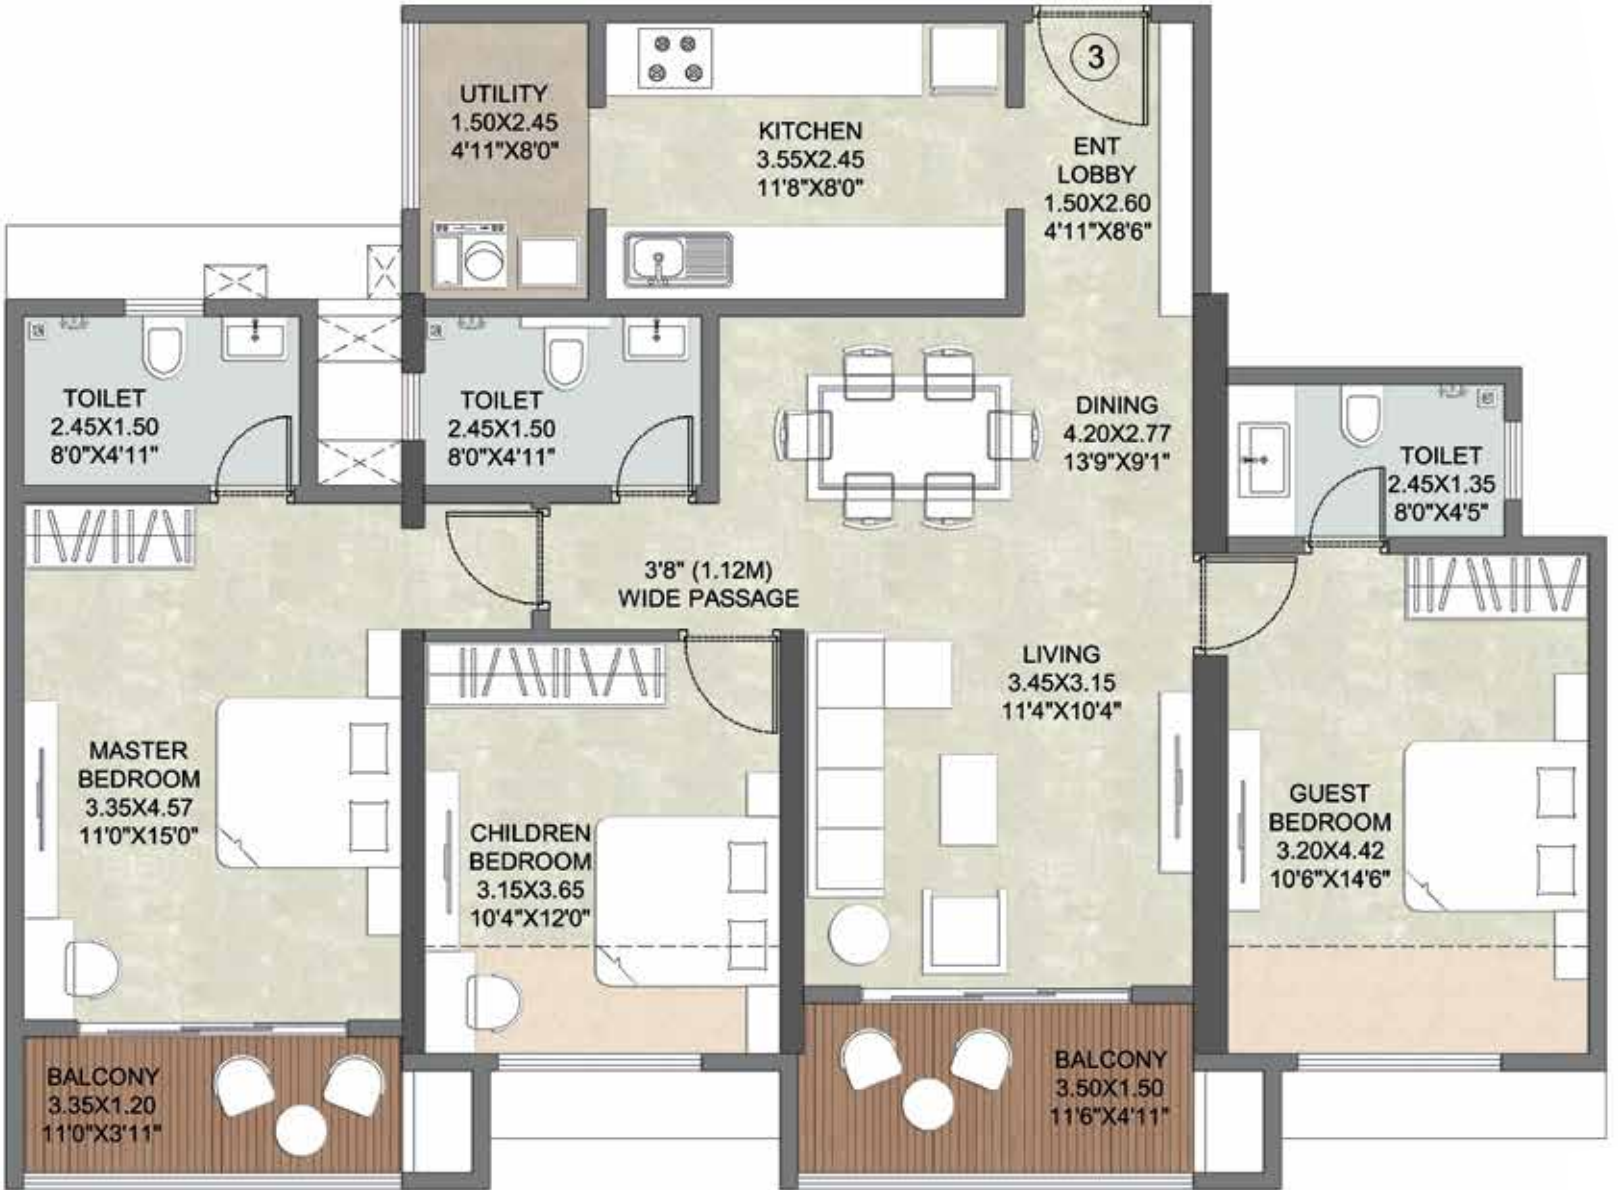 3
UTILITY
1.50X2.45
4'11"X8'0"
KITCHEN
3.55X2.45
11'8"X8'0"
ENT
LOBBY
1.50X2.60
4'11"X8'6"
TOILET
2.45X1.50
8'0"X4'11"
TOILET
2.45X1.50
8'0"X4'11"
DINING
4.20X2.77
13'9"X9'1"
TOILET
2.45X1.35
8'0"X4'5"
3'8" (1.12M)
WIDE PASSAGE
LIVING
3.45X3.15
11'4"X10'4"
MASTER
BEDROOM
3.35X4.57
11'0"X15'0"
CHILDREN
BEDROOM
3.15X3.65
10'4"X12'0"
GUEST
BEDROOM
3.20X4.42
10'6"X14'6"
BALCONY
3.35X1.20
11'0"X3'11"
BALCONY
3.50X1.50
11'6"X4'11"